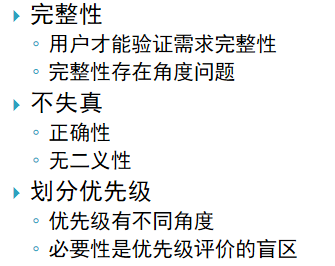 完整性
用户才能验证需求完整性
完整性存在角度问题
不失真
正确性
无二义性
划分优先级
优先级有不同角度
必要性是优先级评价的盲区